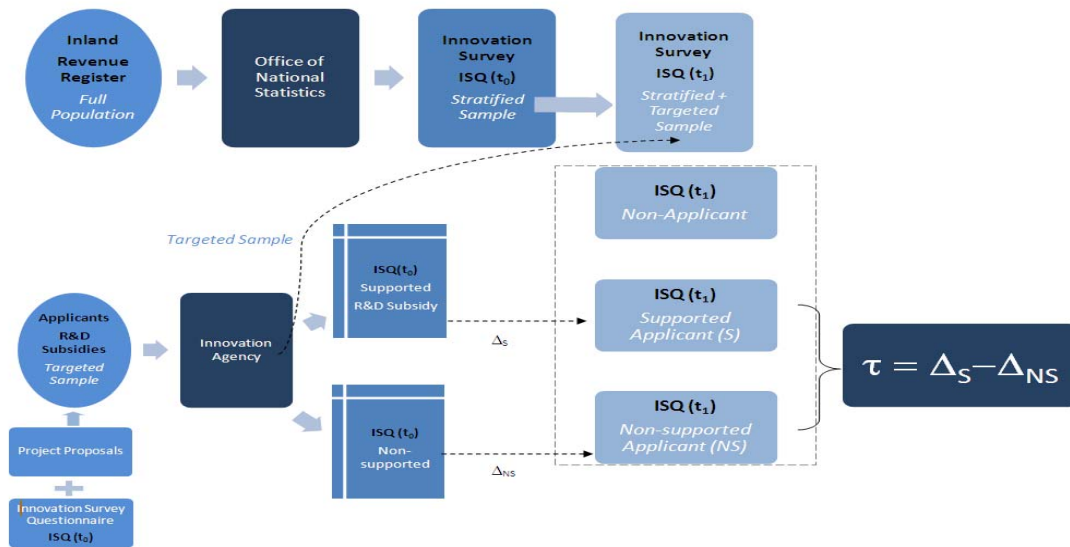 Inland
Revenue
Register
Full
Population
Office of
National
Statistics
Innovation
Survey
ISQ (t₀)
Stratified
Sample
Innovation
Survey
ISQ (t₁)
Stratified +
Targeted
Sample
ISQ (t₁)
Non-Applicant
Targeted Sample
Applicants
R&D
Subsidies
Targeted
Sample
Innovation
Agency
ISQ(t₀)
Supported
R&D Subsidy
ΔS
ISQ (t₁)
Supported
Applicant (S)
τ = ΔS−ΔNS
Project Proposals
Innovation Survey
Questionnaire
ISQ (t₀)
ISQ (t₀)
Non-
supported
ΔNS
ISQ (t₁)
Non-supported
Applicant (NS)